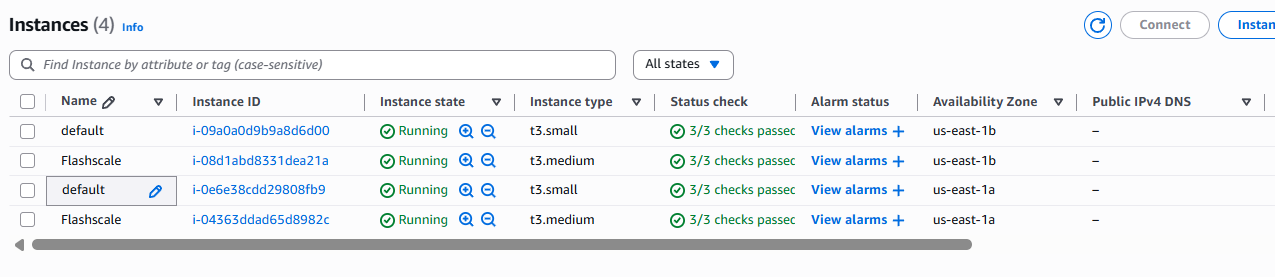 Instances (4) Info Connect Instan
Find Instance by attribute or tag (case-sensitive) All states
Name Instance ID Instance state Instance type Status check Alarm status Availability Zone Public IPv4 DNS
default i-09a0a0d9b9a8d6d00 Running t3.small 3/3 checks passec View alarms + us-east-1b –
Flashscale i-08d1abd8331dea21a Running t3.medium 3/3 checks passec View alarms + us-east-1b –
default i-0e6e38cdd29808fb9 Running t3.small 3/3 checks passec View alarms + us-east-1a –
Flashscale i-04363ddad65d8982c Running t3.medium 3/3 checks passec View alarms + us-east-1a –